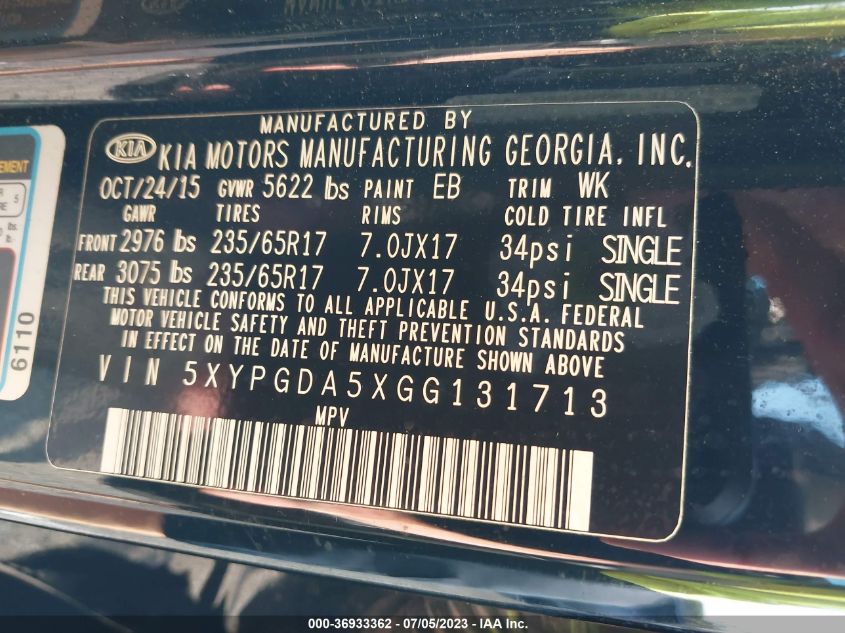 MANUFACTURED BY
KIA KIA MOTORS MANUFACTURING GEORGIA, INC.
OCT/24/15 GVWR 5622 lbs PAINT EB TRIM WK
GAWR TIRES RIMS COLD TIRE INFL
FRONT 2976 lbs 235/65R17 7.0JX17 34psi SINGLE
REAR 3075 lbs 235/65R17 7.0JX17 34psi SINGLE
THIS VEHICLE CONFORMS TO ALL APPLICABLE U.S.A. FEDERAL
MOTOR VEHICLE SAFETY AND THEFT PREVENTION STANDARDS
IN EFFECT ON THE DATE OF MANUFACTURE SHOWN ABOVE
VIN 5XYPGDA5XGG131713
MPV
6110
000-36933362 - 07/05/2023 - IAA Inc.